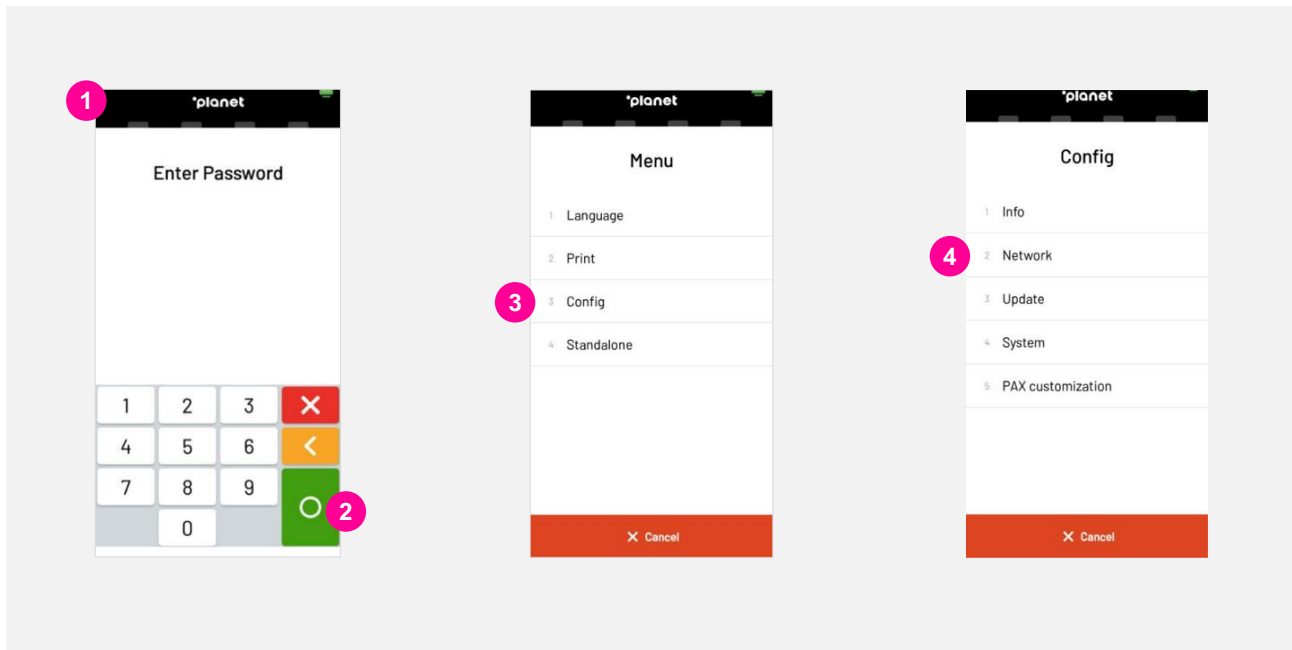 1
planet
Enter Password
1 2 3
4 5 6
7 8 9
0
2
planet
Menu
1 Language
2 Print
3
3 Config
4 Standalone
Cancel
planet
Config
1 Info
4
2 Network
3 Update
4 System
5 PAX customization
Cancel